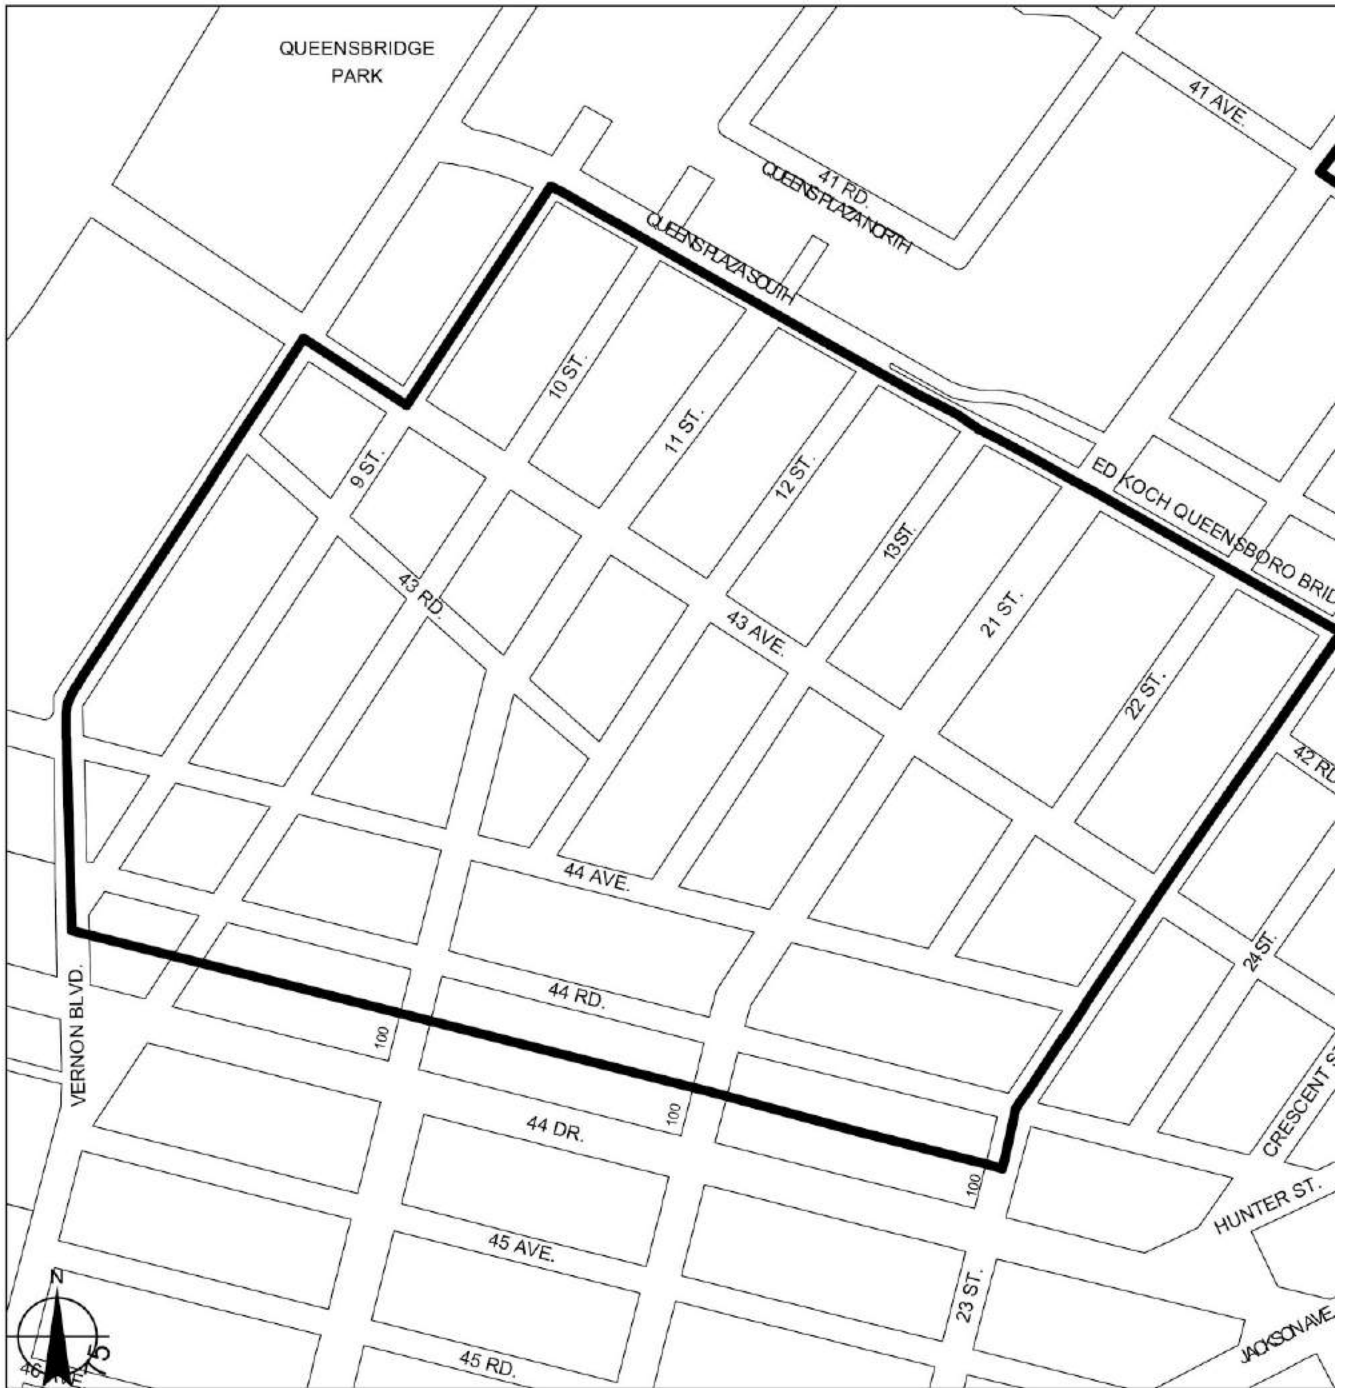 QUEENSBRIDGE
PARK
41 AVE.
41 RD.
QUEENS PLAZA NORTH
QUEENS PLAZA SOUTH
10 ST.
11 ST.
9 ST.
12 ST.
13 ST.
ED KOCH QUEENSBORO BRID
43 RD.
21 ST.
43 AVE.
22 ST.
42 RD
44 AVE.
24 ST.
44 RD.
VERNON BLVD.
100
100
44 DR.
100
CRESCENT S
HUNTER ST.
45 AVE.
23 ST.
N
JACKSON AVE.
45 RD.
75
46